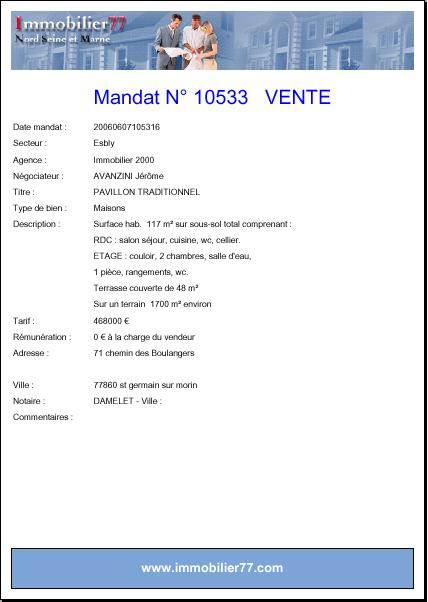 Immobilier77
Nord Seine et Marne
Mandat N° 10533 VENTE
Date mandat : 20060607105316
Secteur : Esbly
Agence : Immobilier 2000
Négociateur : AVANZINI Jérôme
Titre : PAVILLON TRADITIONNEL
Type de bien : Maisons
Description : Surface hab. 117 m² sur sous-sol total comprenant :
RDC : salon séjour, cuisine, wc, cellier.
ETAGE : couloir, 2 chambres, salle d'eau,
1 pièce, rangements, wc.
Terrasse couverte de 48 m²
Sur un terrain 1700 m² environ
Tarif : 468000 €
Rémunération : 0 € à la charge du vendeur
Adresse : 71 chemin des Boulangers
Ville : 77860 st germain sur morin
Notaire : DAMELET - Ville :
Commentaires :
www.immobilier77.com